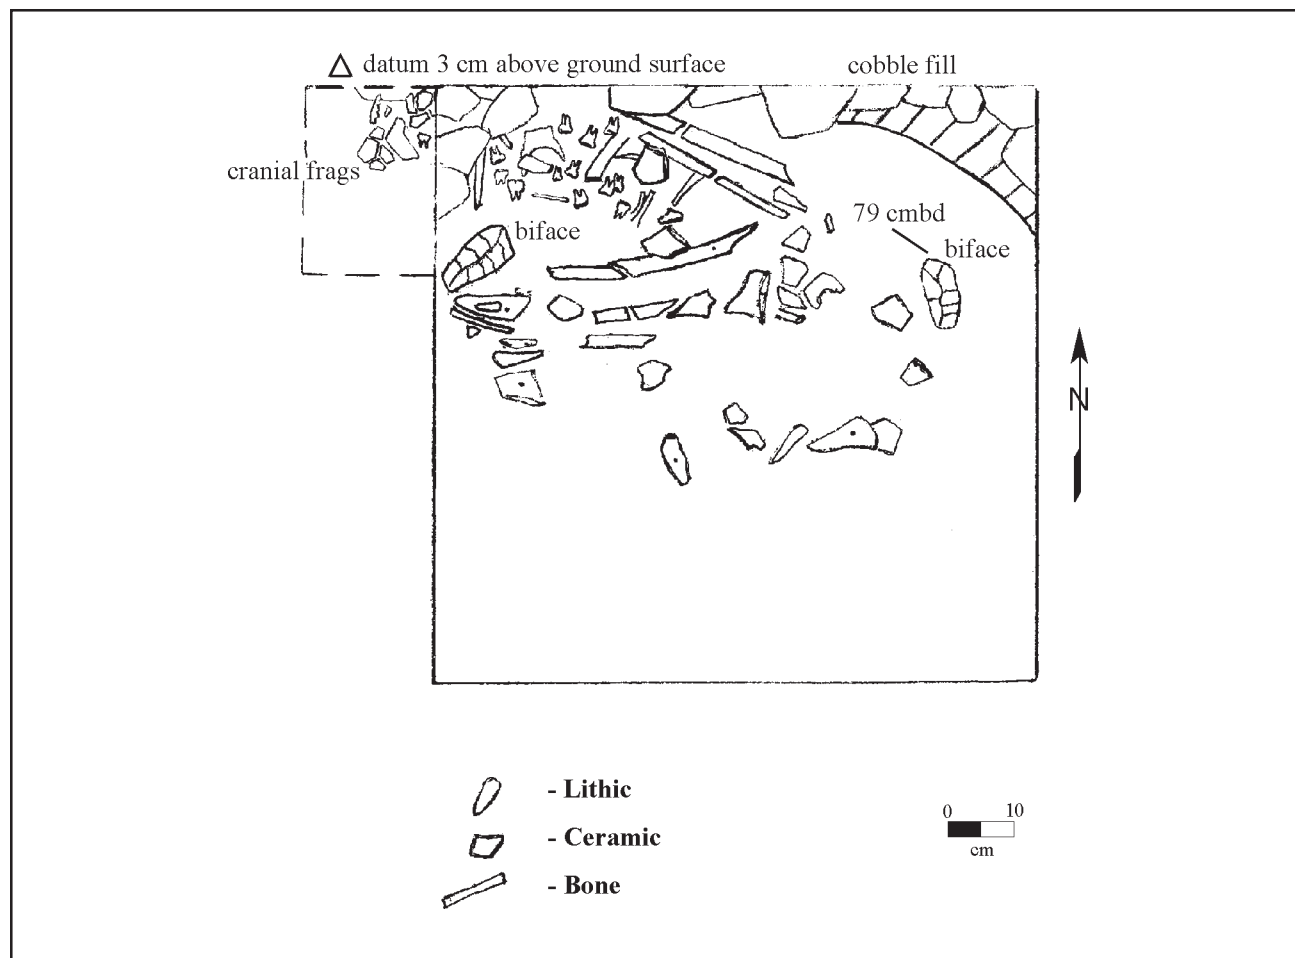 datum 3 cm above ground surface
cobble fill
cranial frags
biface
79 cmbd
biface
N
- Lithic
- Ceramic
- Bone
0 10
cm